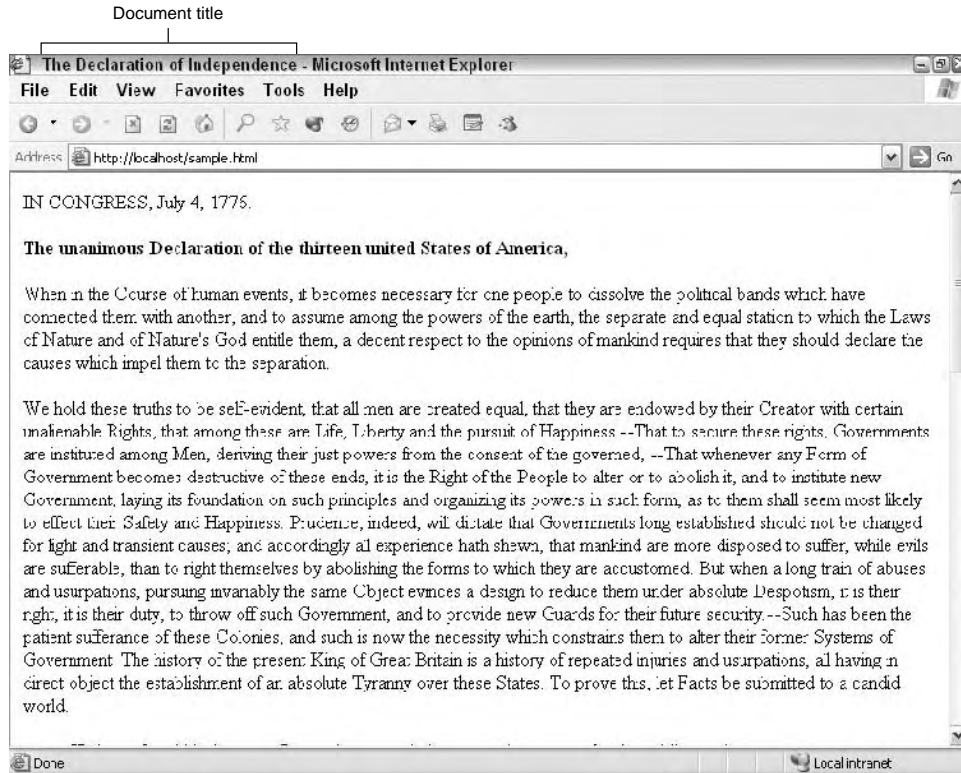 Document title
The Declaration of Independence - Microsoft Internet Explorer
File Edit View Favorites Tools Help
Address http://localhost/sample.html Go
IN CONGRESS, July 4, 1776.
The unanimous Declaration of the thirteen united States of America,
When in the Course of human events, it becomes necessary for one people to dissolve the political bands which have
connected them with another, and to assume among the powers of the earth, the separate and equal station to which the Laws
of Nature and of Nature's God entitle them, a decent respect to the opinions of mankind requires that they should declare the
causes which impel them to the separation.
We hold these truths to be self-evident, that all men are created equal, that they are endowed by their Creator with certain
unalienable Rights, that among these are Life, Liberty and the pursuit of Happiness.--That to secure these rights, Governments
are instituted among Men, deriving their just powers from the consent of the governed, --That whenever any Form of
Government becomes destructive of these ends, it is the Right of the People to alter or to abolish it, and to institute new
Government, laying its foundation on such principles and organizing its powers in such form, as to them shall seem most likely
to effect their Safety and Happiness. Prudence, indeed, will dictate that Governments long established should not be changed
for light and transient causes; and accordingly all experience hath shewn, that mankind are more disposed to suffer, while evils
are sufferable, than to right themselves by abolishing the forms to which they are accustomed. But when a long train of abuses
and usurpations, pursuing invariably the same Object evinces a design to reduce them under absolute Despotism, it is their
right, it is their duty, to throw off such Government, and to provide new Guards for their future security.--Such has been the
patient sufferance of these Colonies; and such is now the necessity which constrains them to alter their former Systems of
Government. The history of the present King of Great Britain is a history of repeated injuries and usurpations, all having in
direct object the establishment of an absolute Tyranny over these States. To prove this, let Facts be submitted to a candid
world.
Done Local intranet